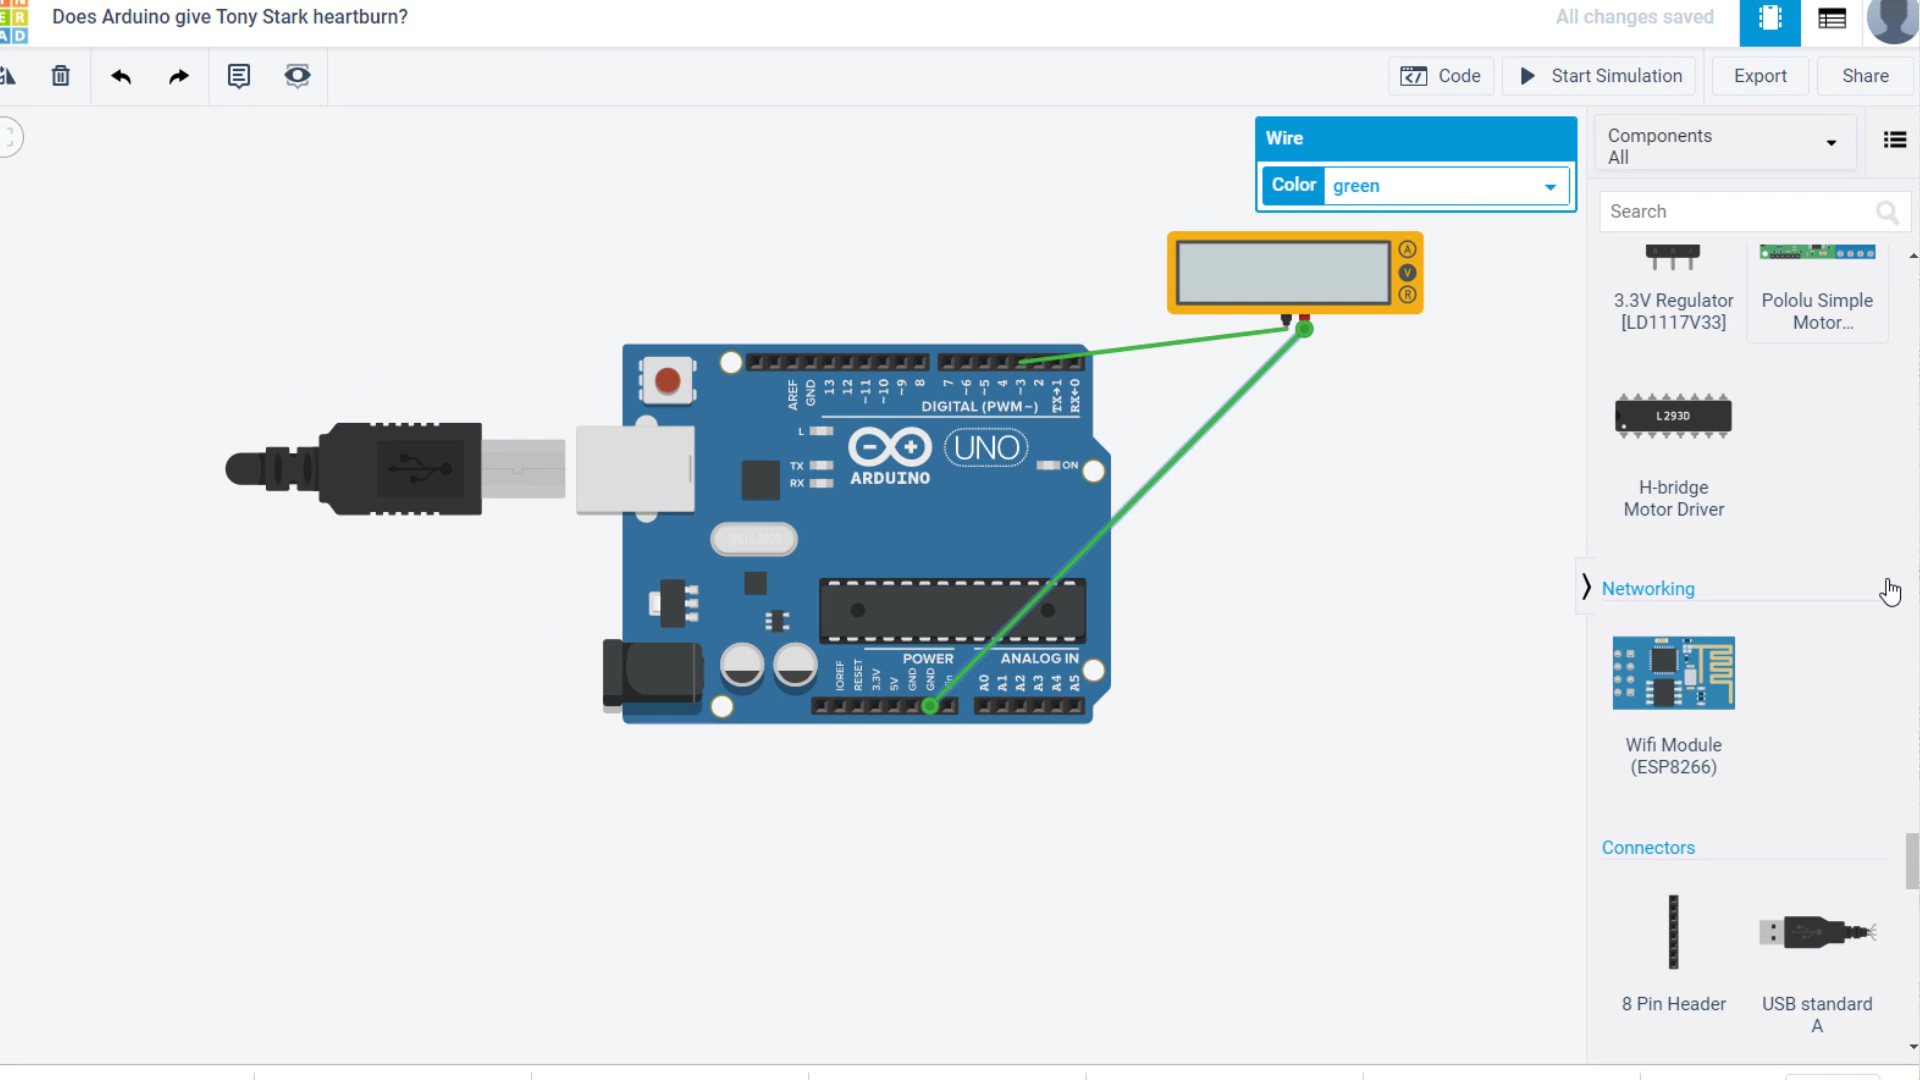 Does Arduino give Tony Stark heartburn?
All changes saved
Code
Start Simulation
Export
Share
Wire
Color
green
Components
All
Search
A
V
R
3.3V Regulator
[LD1117V33]
Pololu Simple
Motor...
L293D
H-bridge
Motor Driver
Networking
Wifi Module
(ESP8266)
Connectors
8 Pin Header
USB standard
A
AREF
GND
13
12
~11
~10
~9
8
7
~6
~5
4
~3
2
TX→1
RX←0
DIGITAL (PWM~)
L
TX
RX
UNO
ON
ARDUINO
POWER
ANALOG IN
IOREF
RESET
3.3V
5V
GND
GND
A0
A1
A2
A3
A4
A5